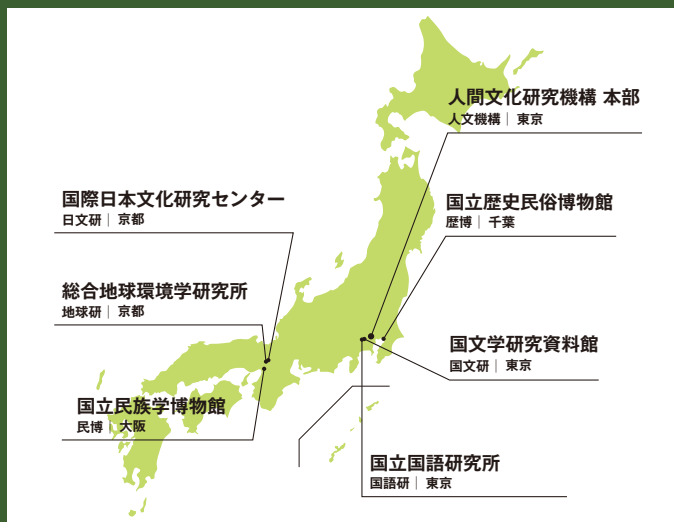 人間文化研究機構 本部
人文機構｜東京
国際日本文化研究センター
日文研｜京都
国立歴史民俗博物館
歴博｜千葉
総合地球環境学研究所
地球研｜京都
国文学研究資料館
国文研｜東京
国立民族学博物館
民博｜大阪
国立国語研究所
国語研｜東京